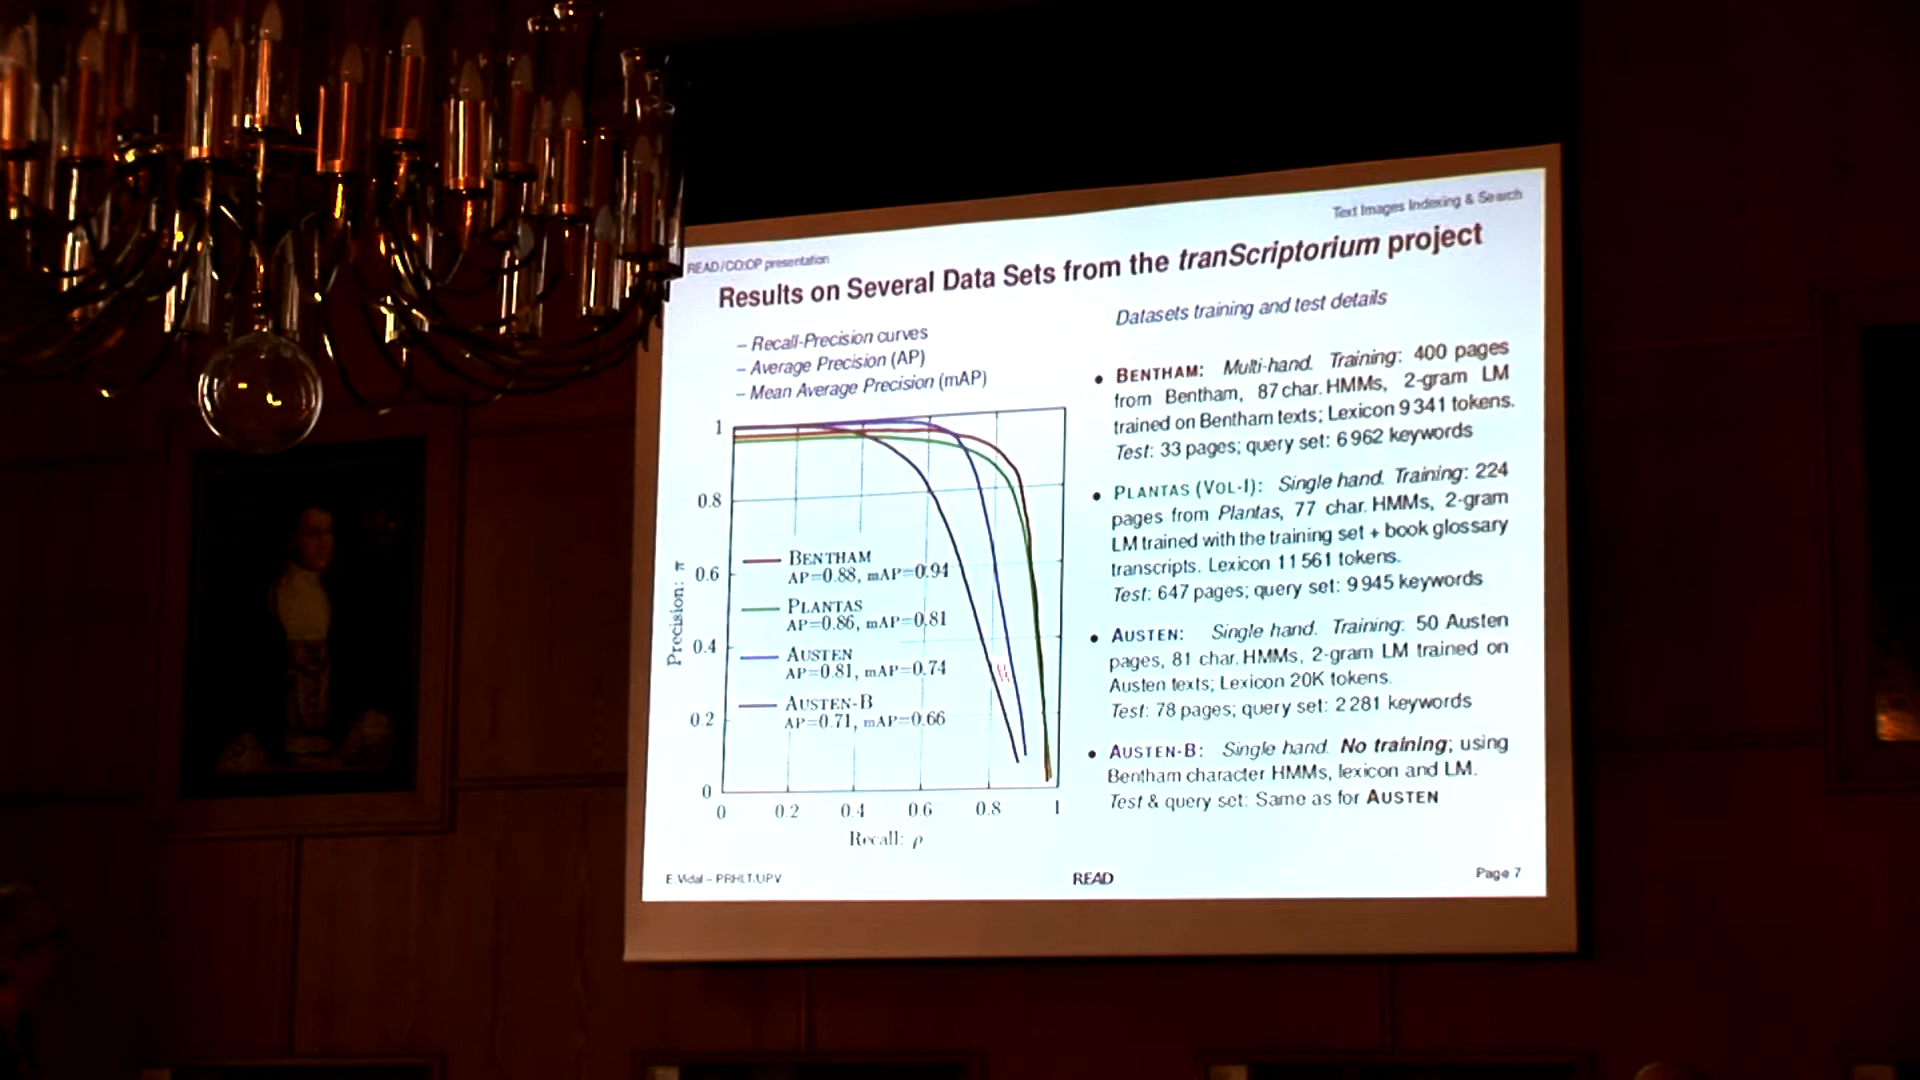 Text Images Indexing & Search
READ/CO:OP presentation
Results on Several Data Sets from the tranScriptorium project
– Recall-Precision curves
– Average Precision (AP)
– Mean Average Precision (mAP)
1
0.8
0.6
0.4
0.2
0
Precision: π
BENTHAM
AP=0.88, mAP=0.94
PLANTAS
AP=0.86, mAP=0.81
AUSTEN
AP=0.81, mAP=0.74
AUSTEN-B
AP=0.71, mAP=0.66
0 0.2 0.4 0.6 0.8 1
Recall: ρ
Datasets training and test details
• BENTHAM: Multi-hand. Training: 400 pages
from Bentham, 87 char. HMMs, 2-gram LM
trained on Bentham texts; Lexicon 9 341 tokens.
Test: 33 pages; query set: 6 962 keywords
• PLANTAS (VOL-I): Single hand. Training: 224
pages from Plantas, 77 char. HMMs, 2-gram
LM trained with the training set + book glossary
transcripts. Lexicon 11 561 tokens.
Test: 647 pages; query set: 9 945 keywords
• AUSTEN: Single hand. Training: 50 Austen
pages, 81 char. HMMs, 2-gram LM trained on
Austen texts; Lexicon 20K tokens.
Test: 78 pages; query set: 2 281 keywords
• AUSTEN-B: Single hand. No training; using
Bentham character HMMs, lexicon and LM.
Test & query set: Same as for AUSTEN
E. Vidal – PRHLT.UPV
READ
Page 7